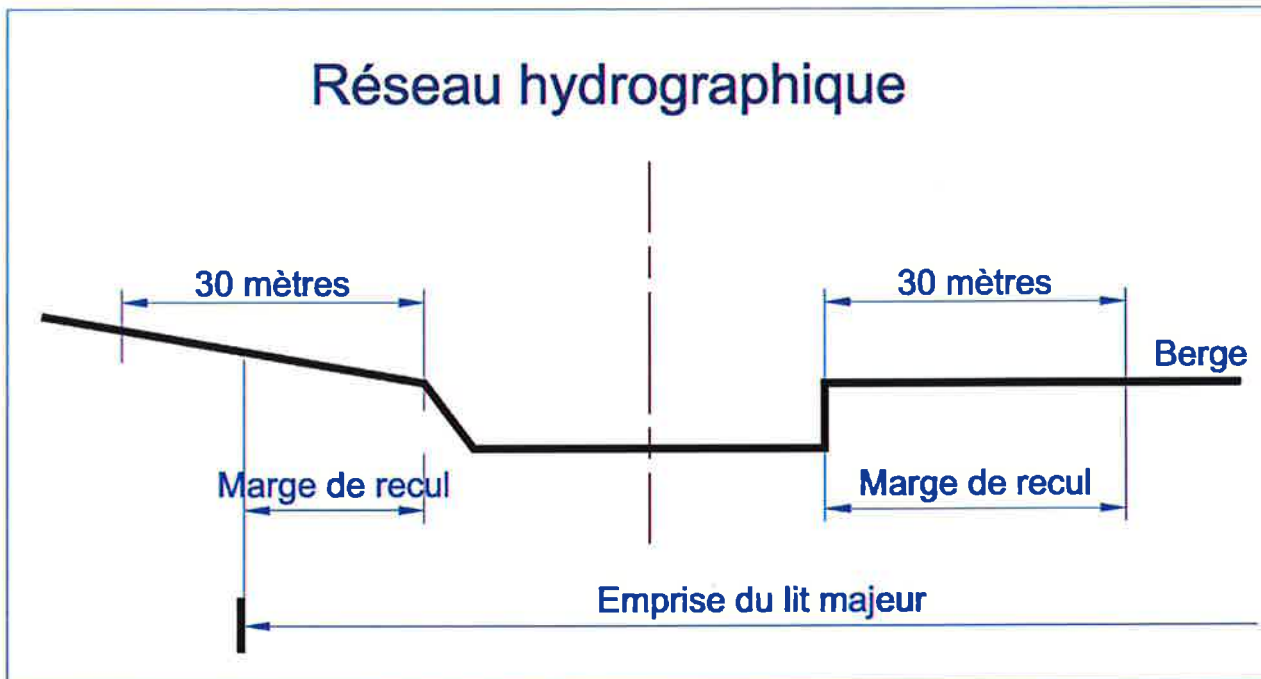 Réseau hydrographique
30 mètres
30 mètres
Berge
Marge de recul
Marge de recul
Emprise du lit majeur